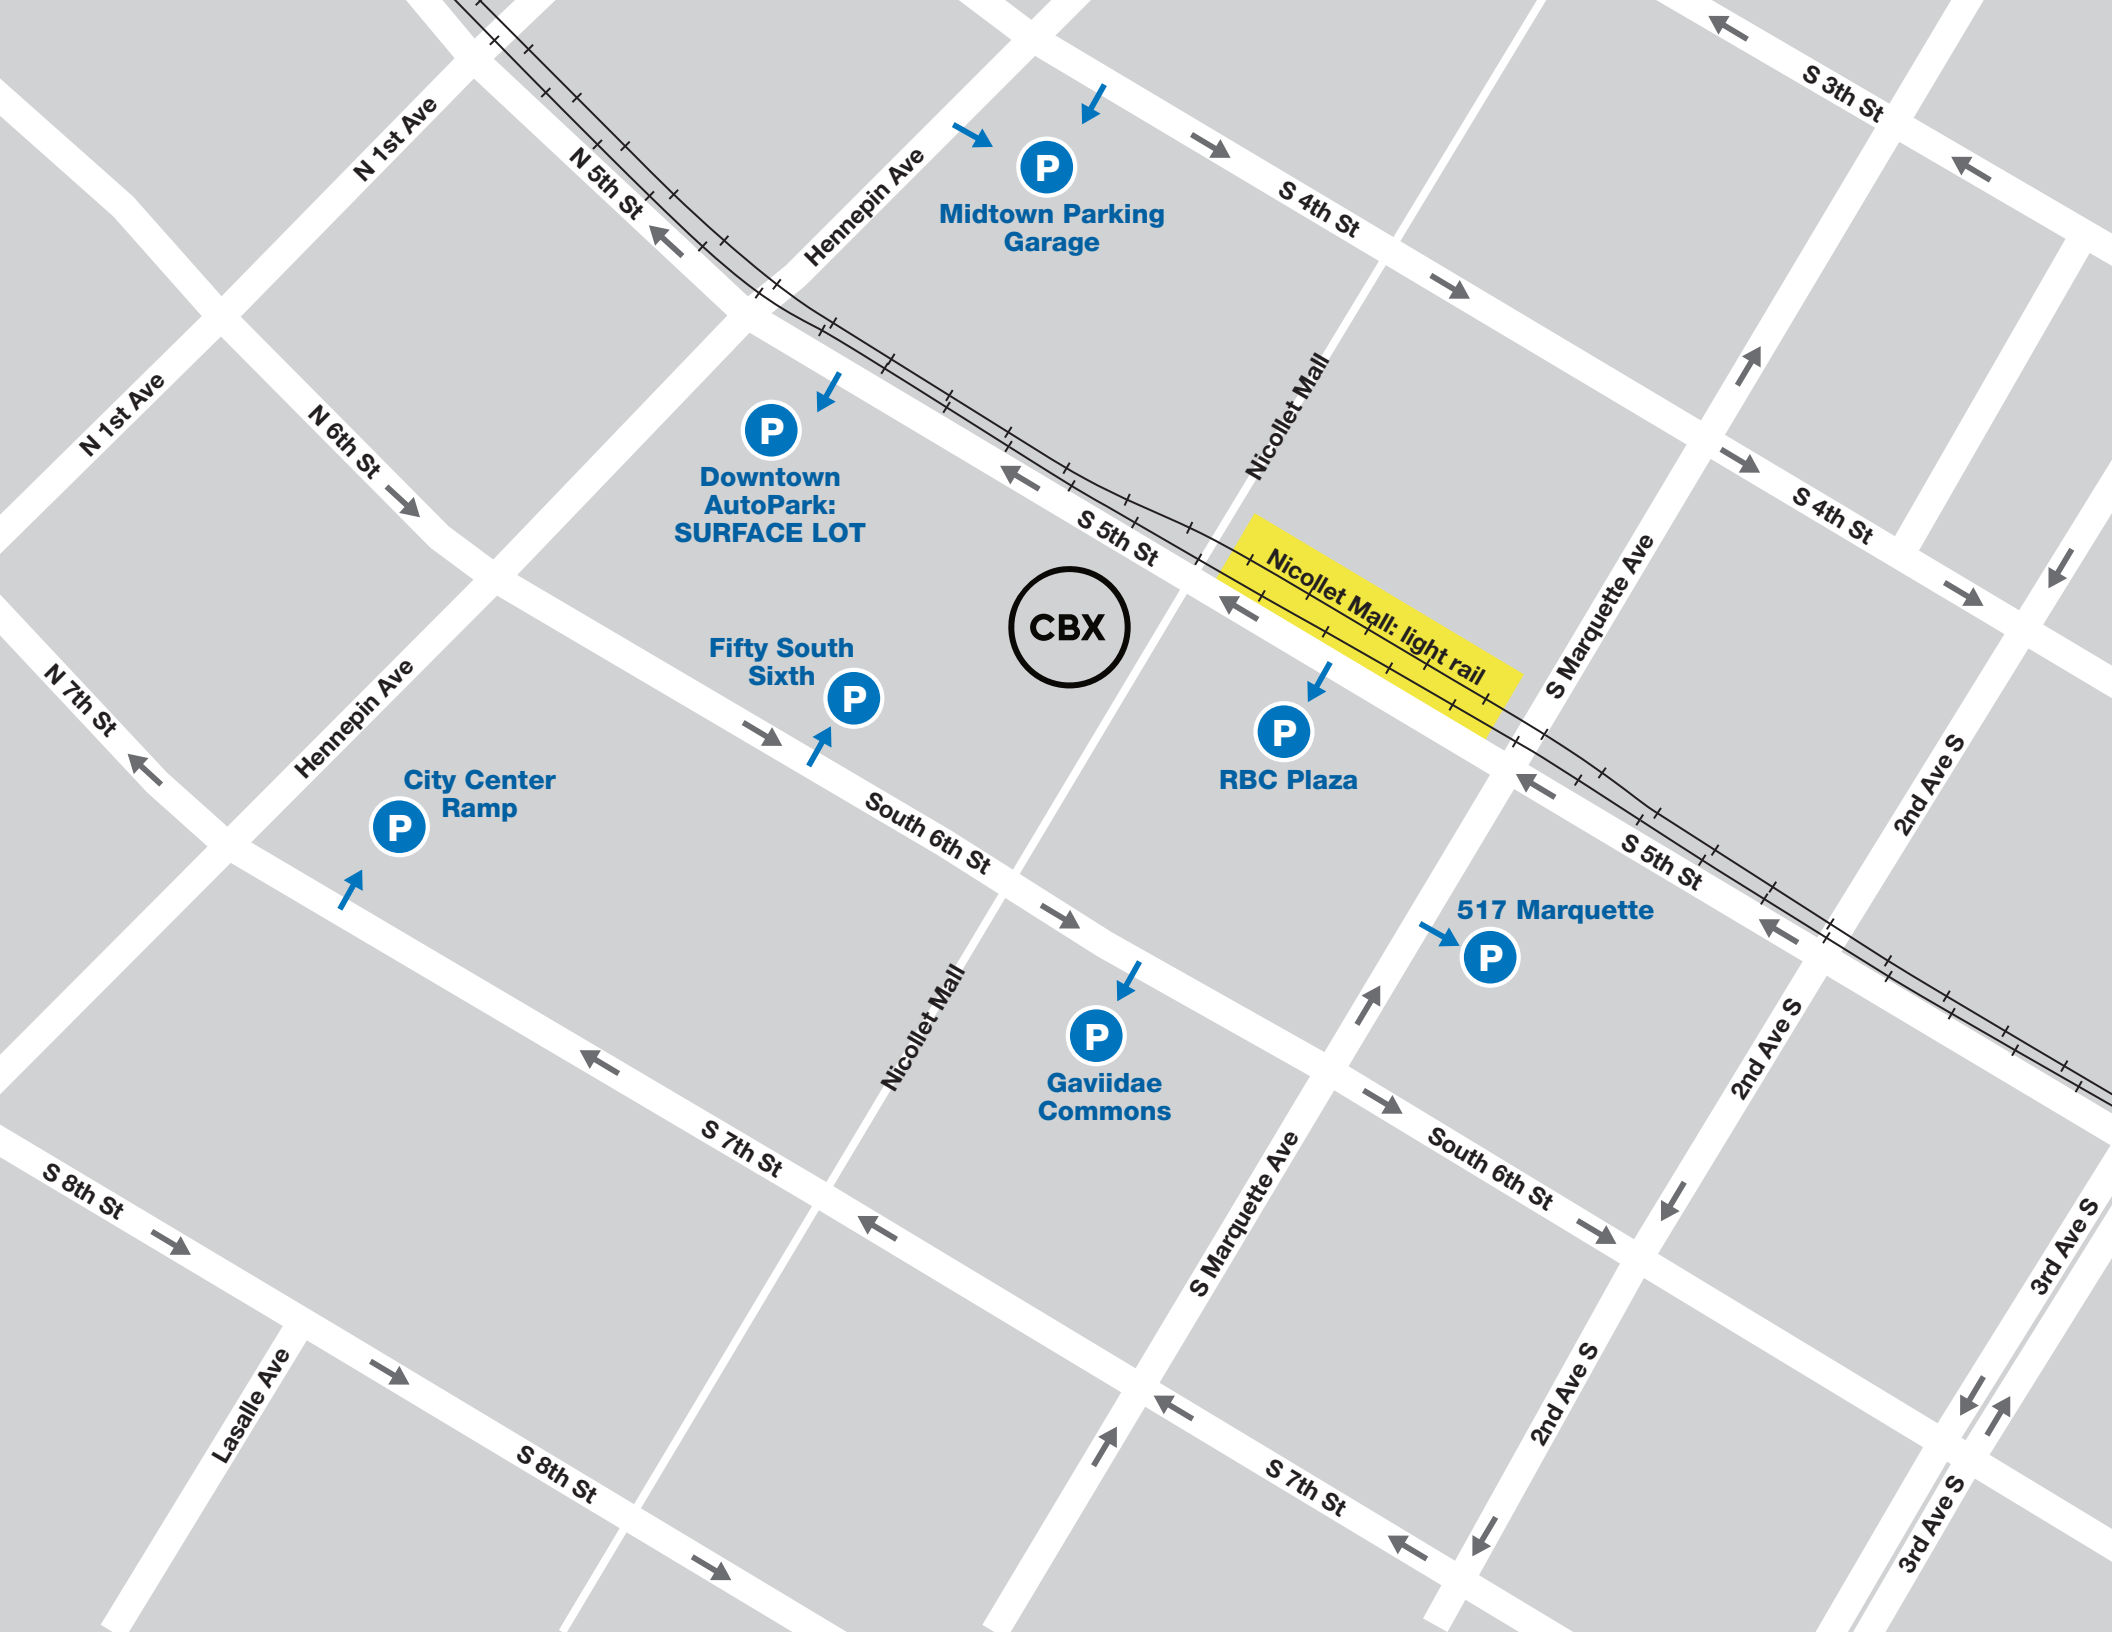 S 3th St
N 1st Ave
N 5th St
Hennepin Ave
P
Midtown Parking
Garage
S 4th St
N 1st Ave
N 6th St
Nicollet Mall
P
Downtown
AutoPark:
SURFACE LOT
S 5th St
S 4th St
Nicollet Mall: light rail
S Marquette Ave
CBX
Fifty South
Sixth
P
N 7th St
Hennepin Ave
P
RBC Plaza
2nd Ave S
City Center
Ramp
P
South 6th St
S 5th St
517 Marquette
P
Nicollet Mall
P
Gaviidae
Commons
2nd Ave S
S 7th St
South 6th St
S 8th St
S Marquette Ave
3rd Ave S
Lasalle Ave
2nd Ave S
S 8th St
S 7th St
3rd Ave S